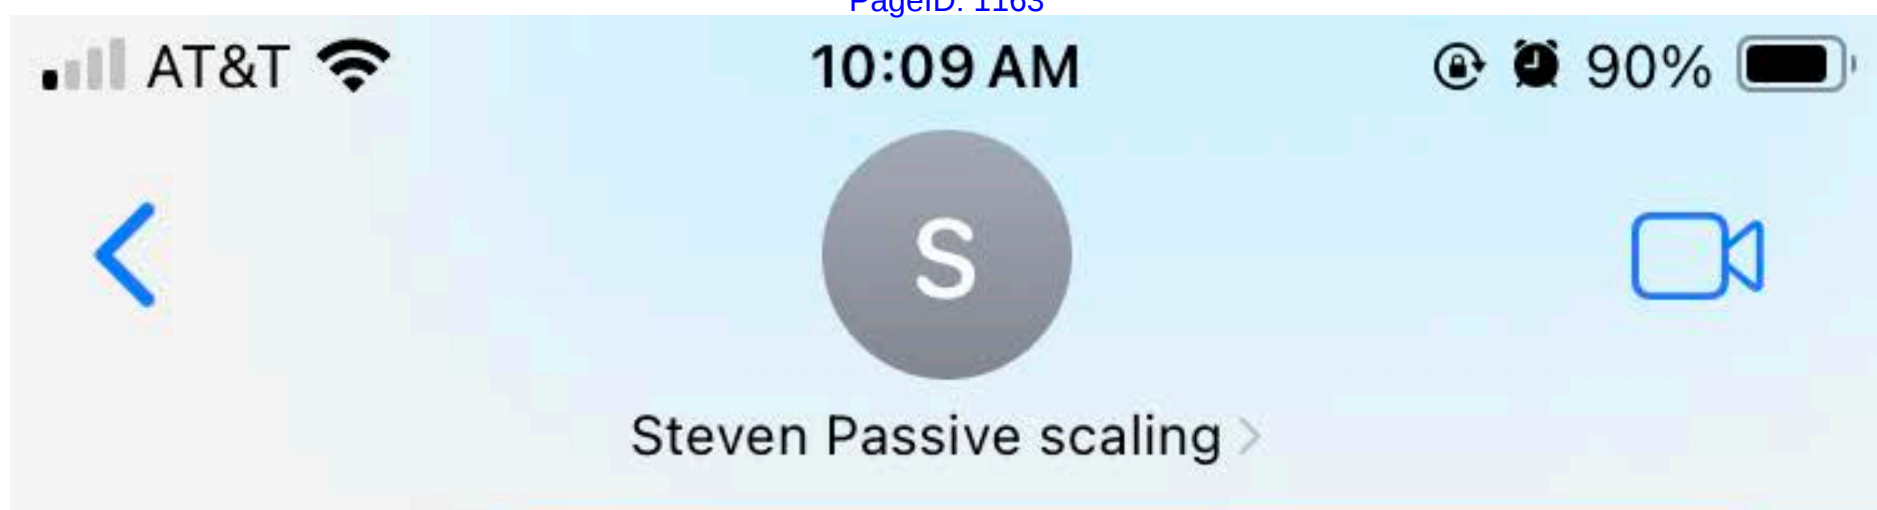 PageID: 1163
AT&T 10:09 AM 90%
S
Steven Passive scaling